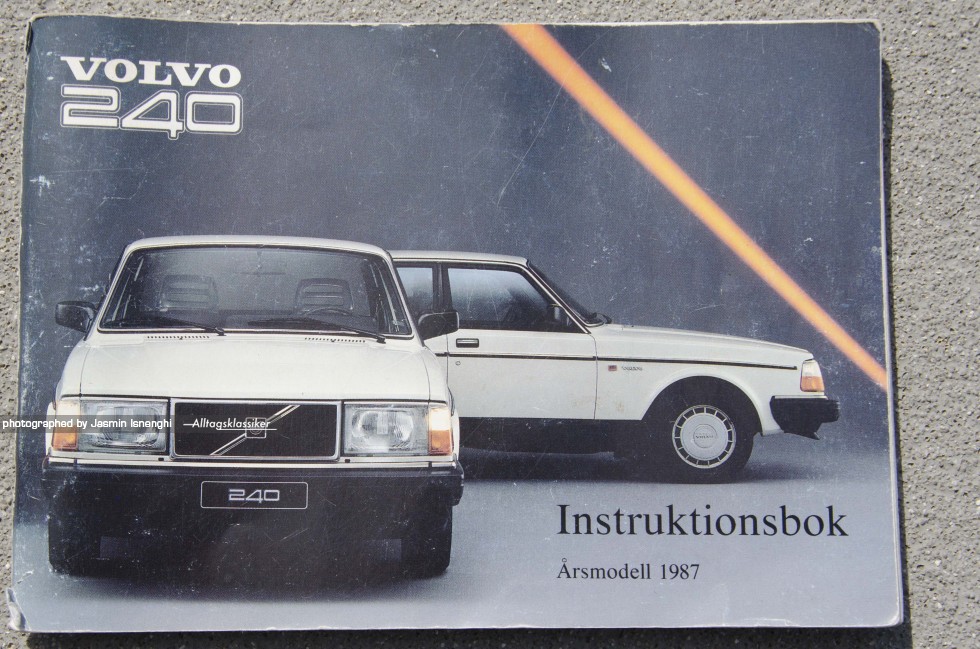 VOLVO
240
photographed by Jasmin Isnenghi
Alltagsklassiker
240
Instruktionsbok
Årsmodell 1987